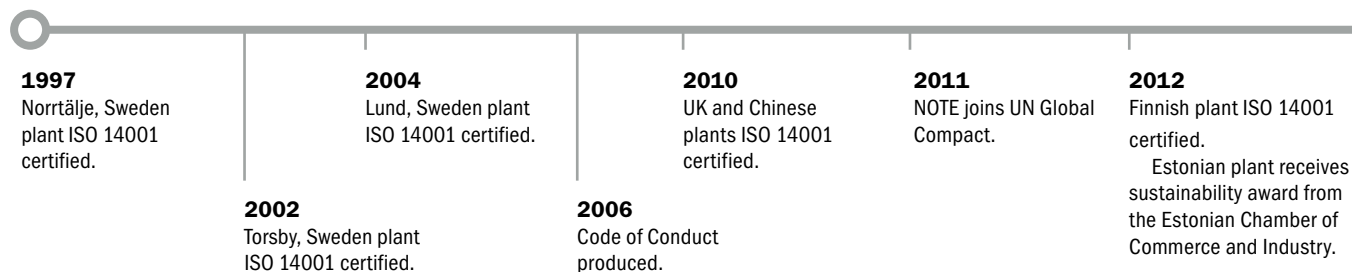 1997
Norrtälje, Sweden
plant ISO 14001
certified.
2002
Torsby, Sweden plant
ISO 14001 certified.
2004
Lund, Sweden plant
ISO 14001 certified.
2006
Code of Conduct
produced.
2010
UK and Chinese
plants ISO 14001
certified.
2011
NOTE joins UN Global
Compact.
2012
Finnish plant ISO 14001
certified.
Estonian plant receives
sustainability award from
the Estonian Chamber of
Commerce and Industry.